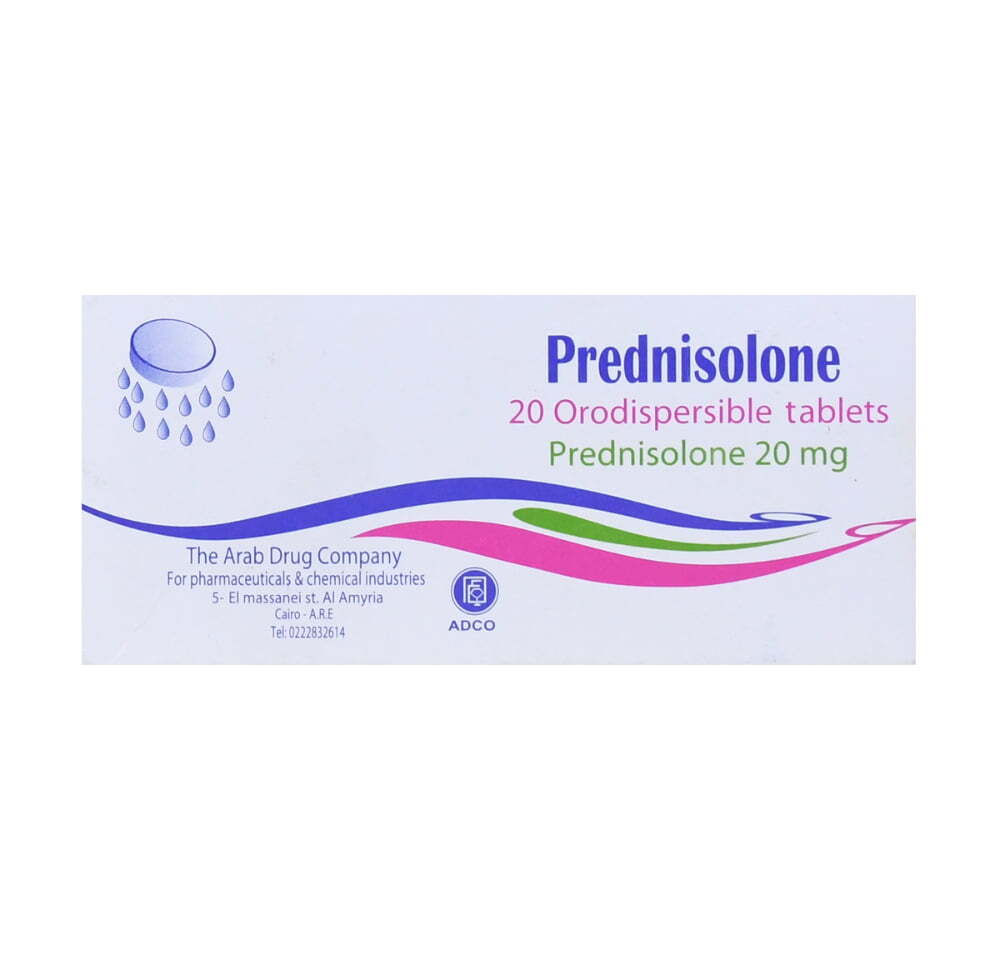 Prednisolone
20 Orodispersible tablets
Prednisolone 20 mg
The Arab Drug Company
For pharmaceuticals & chemical industries
5- El massanei st. Al Amyria
Cairo - A.R.E
Tel: 0222832614
ADCO